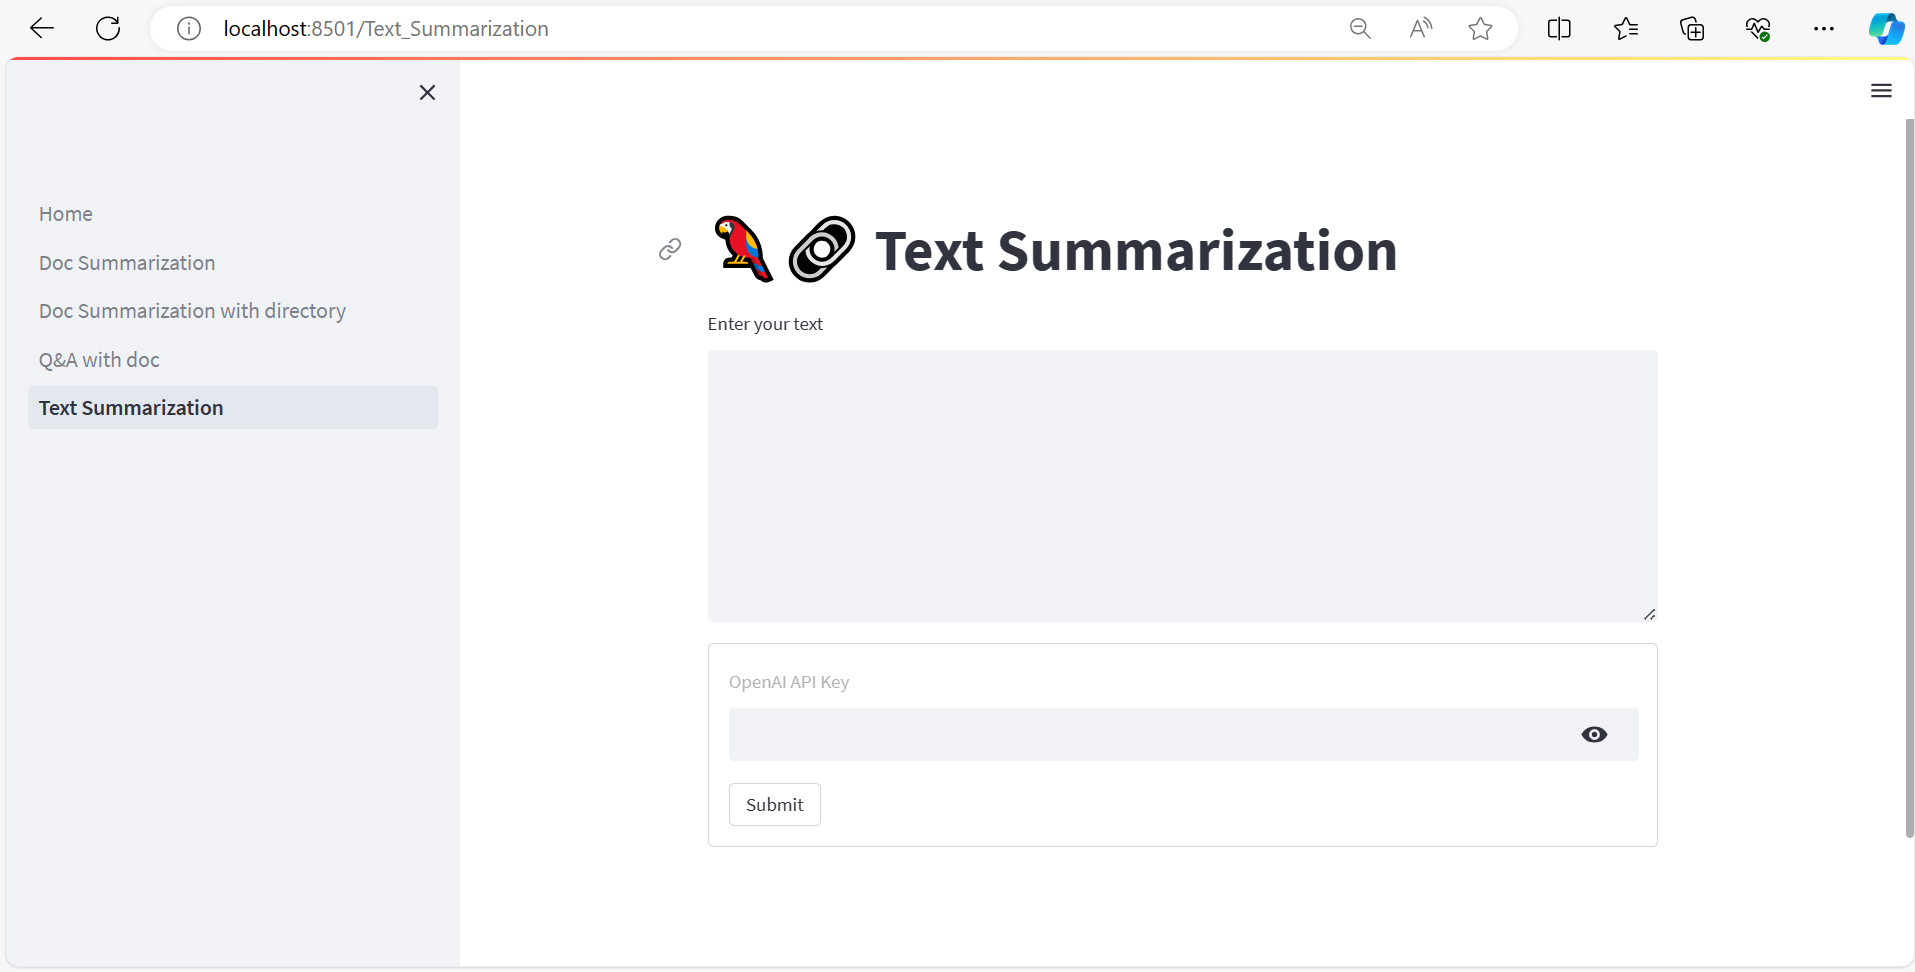 localhost:8501/Text_Summarization
Home
Doc Summarization
Doc Summarization with directory
Q&A with doc
Text Summarization
🦜🔗 Text Summarization
Enter your text
OpenAI API Key
Submit